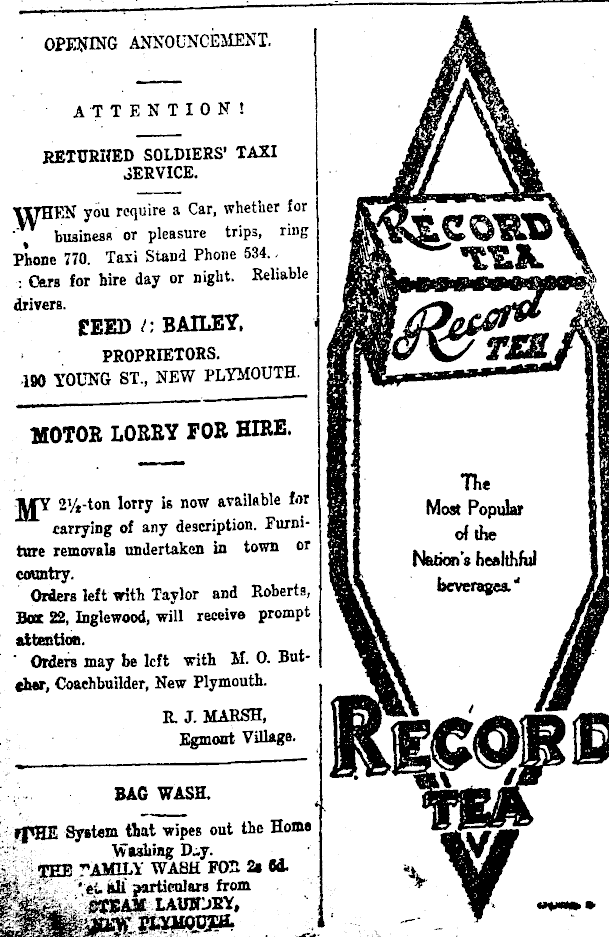 OPENING ANNOUNCEMENT.
ATTENTION!
RETURNED SOLDIERS' TAXI
SERVICE.
WHEN you require a Car, whether for
business or pleasure trips, ring
Phone 770. Taxi Stand Phone 534.
Cars for hire day or night. Reliable
drivers.
BAILEY,
PROPRIETORS.
190 YOUNG ST., NEW PLYMOUTH.
MOTOR LORRY FOR HIRE.
MY 2½-ton lorry is now available for
carrying of any description. Furni-
ture removals undertaken in town or
country.
Orders left with Taylor and Roberts,
Box 22, Inglewood, will receive prompt
attention.
Orders may be left with M. O. But-
cher, Coachbuilder, New Plymouth.
R. J. MARSH,
Egmont Village.
BAG WASH.
THE System that wipes out the Home
Washing Day.
THE FAMILY WASH FOR 2s 6d.
all particulars from
STEAM LAUNDRY,
NEW PLYMOUTH.
RECORD
TEA
Record
TEA
The
Most Popular
of the
Nation's healthful
beverages."
RECORD
TEA